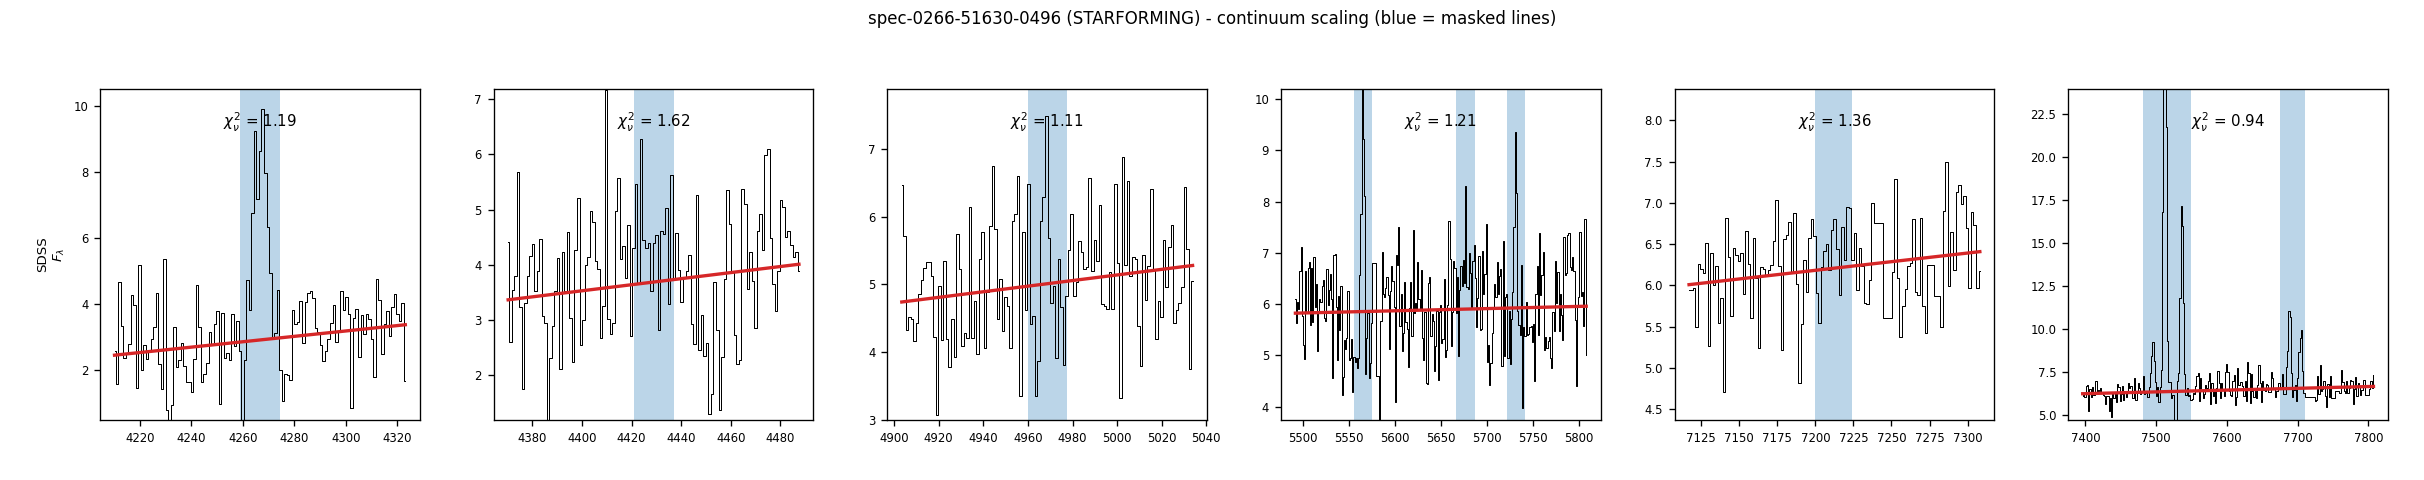 spec-0266-51630-0496 (STARFORMING) - continuum scaling (blue = masked lines)
SDSS
Fλ
χ²ᵥ = 1.19
10
8
6
4
2
4220 4240 4260 4280 4300 4320
χ²ᵥ = 1.62
7
6
5
4
3
2
4380 4400 4420 4440 4460 4480
χ²ᵥ = 1.11
7
6
5
4
3
4900 4920 4940 4960 4980 5000 5020 5040
χ²ᵥ = 1.21
10
9
8
7
6
5
4
5500 5550 5600 5650 5700 5750 5800
χ²ᵥ = 1.36
8.0
7.5
7.0
6.5
6.0
5.5
5.0
4.5
7125 7150 7175 7200 7225 7250 7275 7300
χ²ᵥ = 0.94
22.5
20.0
17.5
15.0
12.5
10.0
7.5
5.0
7400 7500 7600 7700 7800